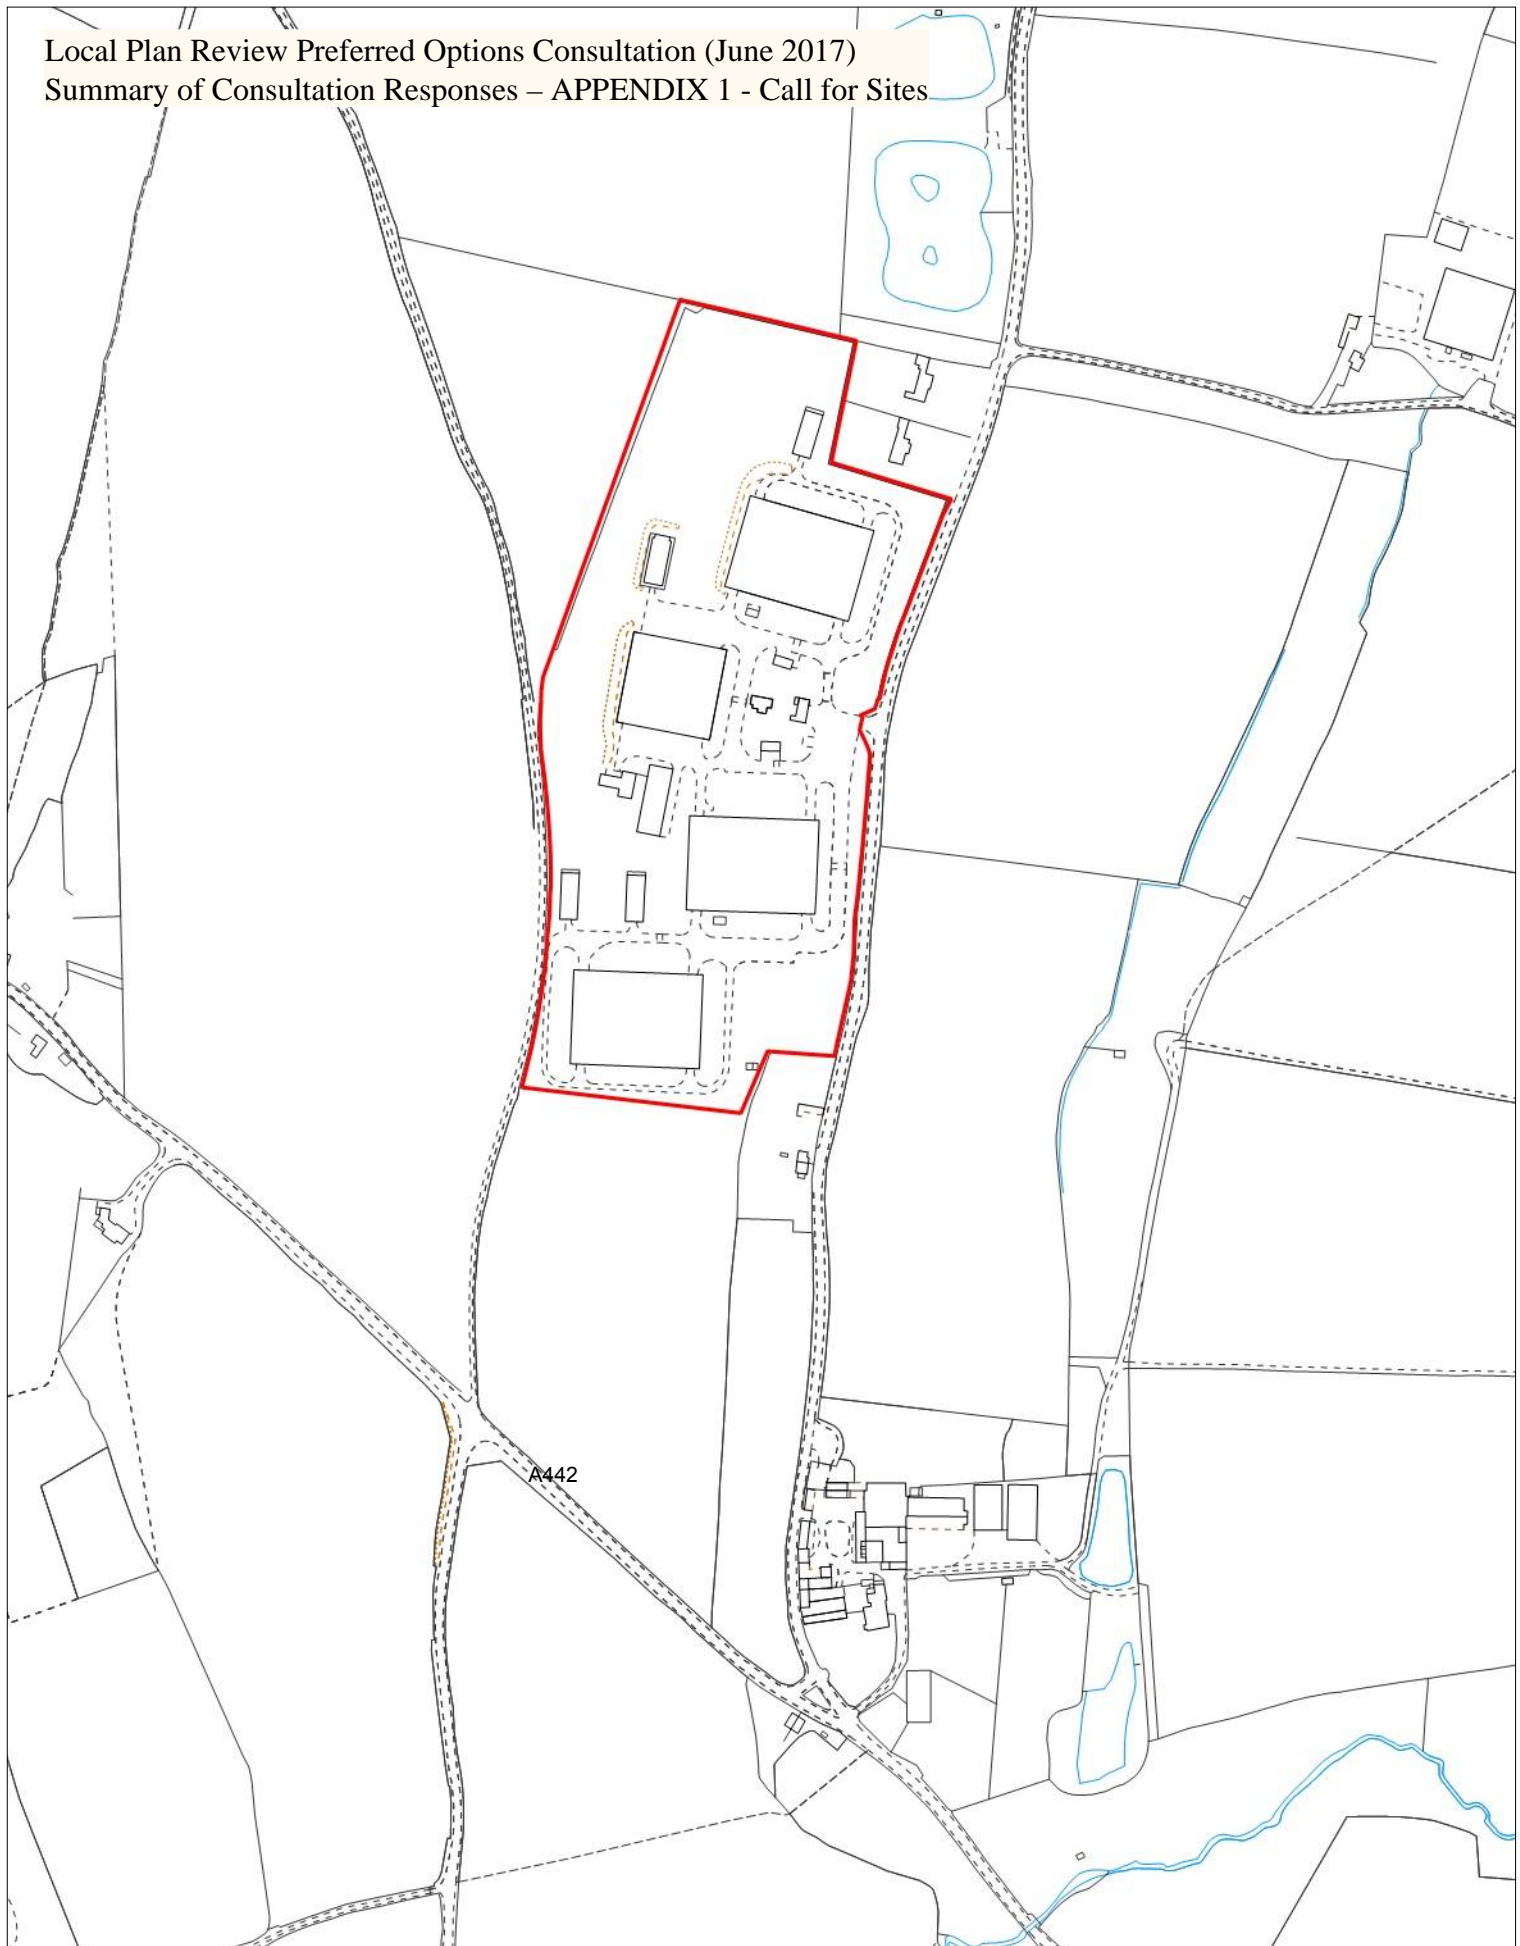 Local Plan Review Preferred Options Consultation (June 2017)
Summary of Consultation Responses – APPENDIX 1 - Call for Sites
A442